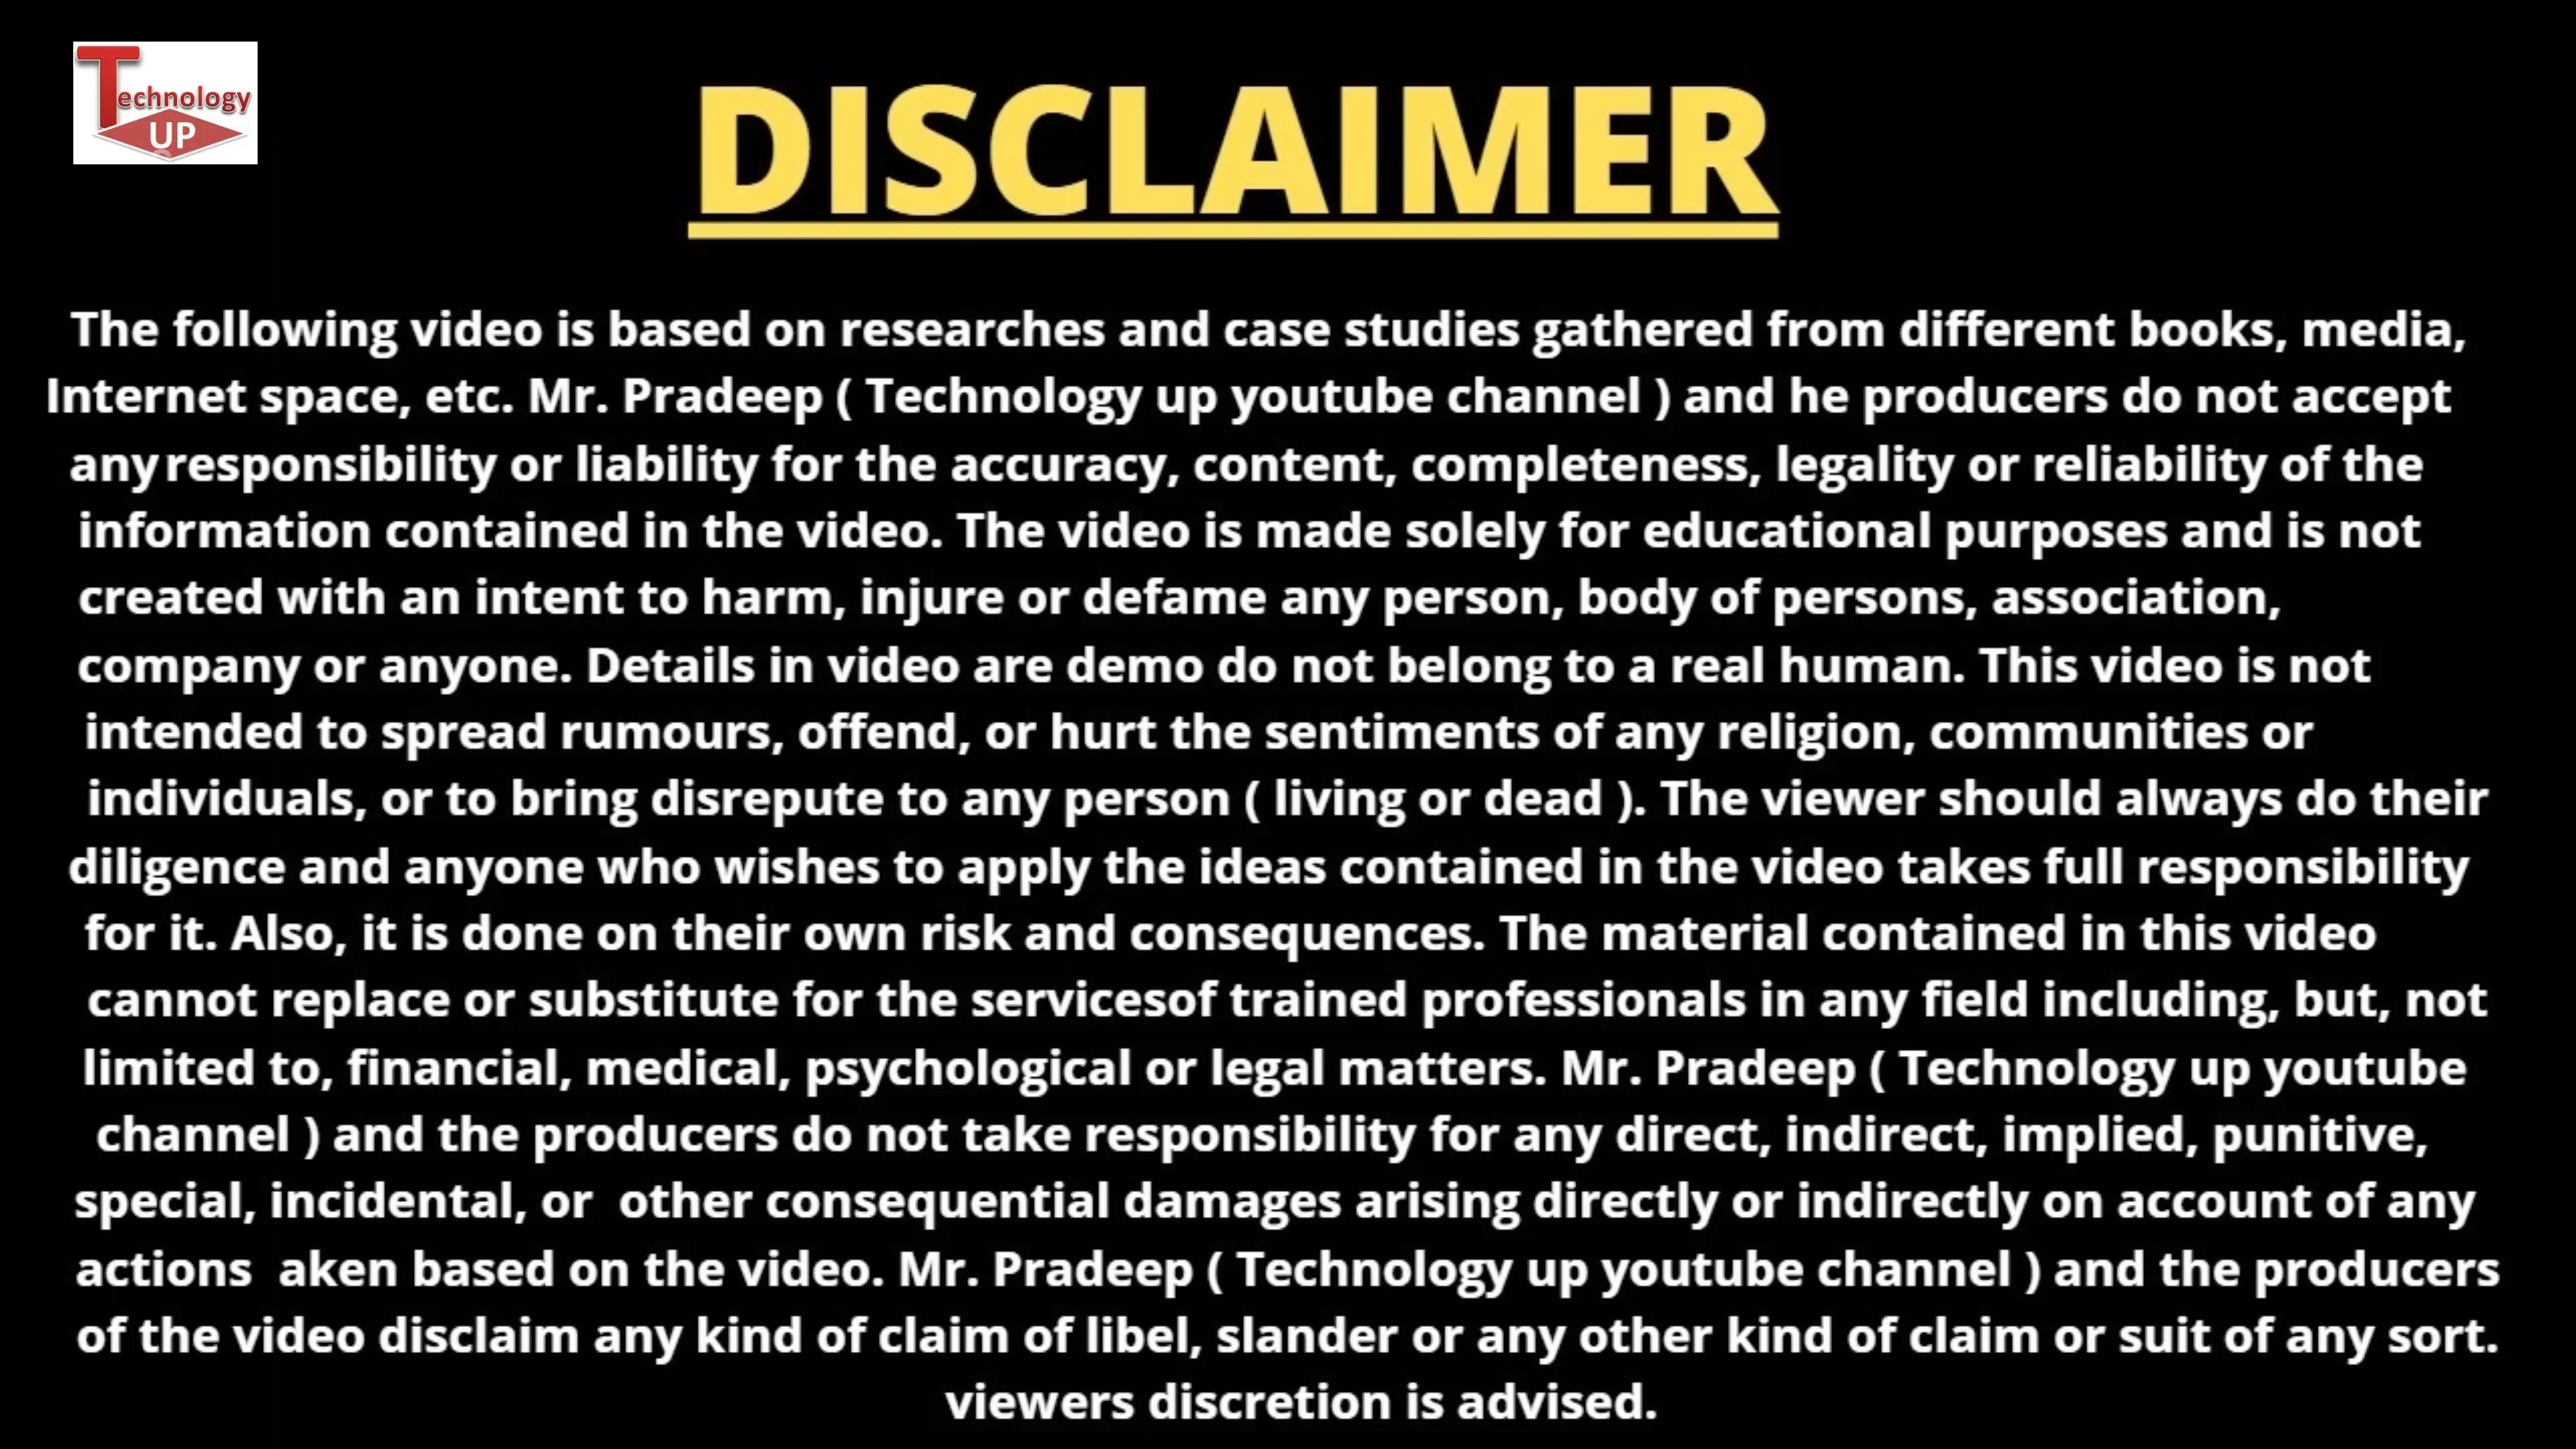 Technology
UP
DISCLAIMER
The following video is based on researches and case studies gathered from different books, media,
Internet space, etc. Mr. Pradeep ( Technology up youtube channel ) and he producers do not accept
any responsibility or liability for the accuracy, content, completeness, legality or reliability of the
information contained in the video. The video is made solely for educational purposes and is not
created with an intent to harm, injure or defame any person, body of persons, association,
company or anyone. Details in video are demo do not belong to a real human. This video is not
intended to spread rumours, offend, or hurt the sentiments of any religion, communities or
individuals, or to bring disrepute to any person ( living or dead ). The viewer should always do their
diligence and anyone who wishes to apply the ideas contained in the video takes full responsibility
for it. Also, it is done on their own risk and consequences. The material contained in this video
cannot replace or substitute for the servicesof trained professionals in any field including, but, not
limited to, financial, medical, psychological or legal matters. Mr. Pradeep ( Technology up youtube
channel ) and the producers do not take responsibility for any direct, indirect, implied, punitive,
special, incidental, or other consequential damages arising directly or indirectly on account of any
actions aken based on the video. Mr. Pradeep ( Technology up youtube channel ) and the producers
of the video disclaim any kind of claim of libel, slander or any other kind of claim or suit of any sort.
viewers discretion is advised.